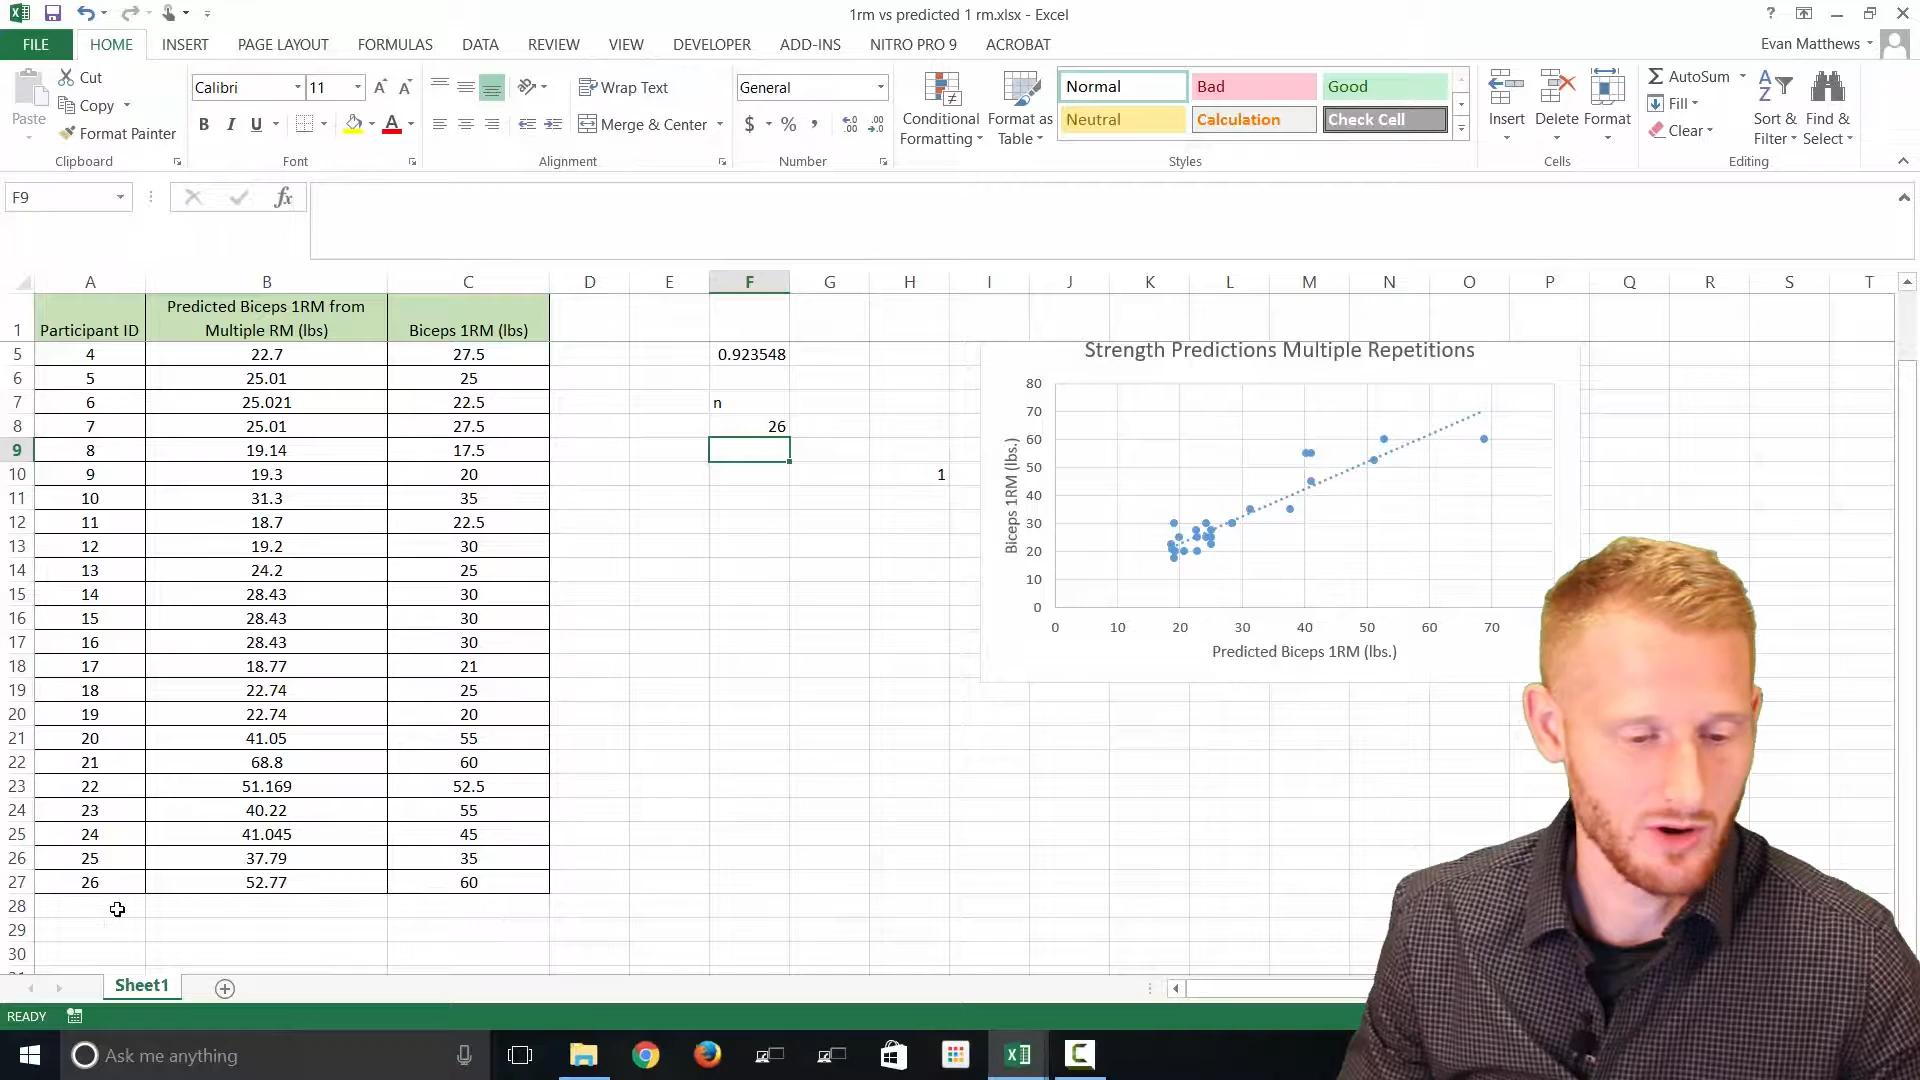 1rm vs predicted 1 rm.xlsx - Excel
FILE HOME INSERT PAGE LAYOUT FORMULAS DATA REVIEW VIEW DEVELOPER ADD-INS NITRO PRO 9 ACROBAT Evan Matthews
Paste
Cut
Copy
Format Painter
Clipboard
Calibri 11
B I U
Font
Wrap Text
Merge & Center
Alignment
General
$ %
Number
Conditional Formatting
Format as Table
Normal Bad Good
Neutral Calculation Check Cell
Styles
Insert Delete Format
Cells
AutoSum
Fill
Clear
Sort & Filter
Find & Select
Editing
F9 fx
A B C D E F G H I J K L M N O P Q R S T
1 Participant ID Predicted Biceps 1RM from Multiple RM (lbs) Biceps 1RM (lbs)
5 4 22.7 27.5 0.923548
6 5 25.01 25
7 6 25.021 22.5 n
8 7 25.01 27.5 26
9 8 19.14 17.5
10 9 19.3 20 1
11 10 31.3 35
12 11 18.7 22.5
13 12 19.2 30
14 13 24.2 25
15 14 28.43 30
16 15 28.43 30
17 16 28.43 30
18 17 18.77 21
19 18 22.74 25
20 19 22.74 20
21 20 41.05 55
22 21 68.8 60
23 22 51.169 52.5
24 23 40.22 55
25 24 41.045 45
26 25 37.79 35
27 26 52.77 60
28
29
30
Strength Predictions Multiple Repetitions
80
70
60
50
40
30
20
10
0
0 10 20 30 40 50 60 70
Biceps 1RM (lbs.)
Predicted Biceps 1RM (lbs.)
Sheet1
READY
Ask me anything